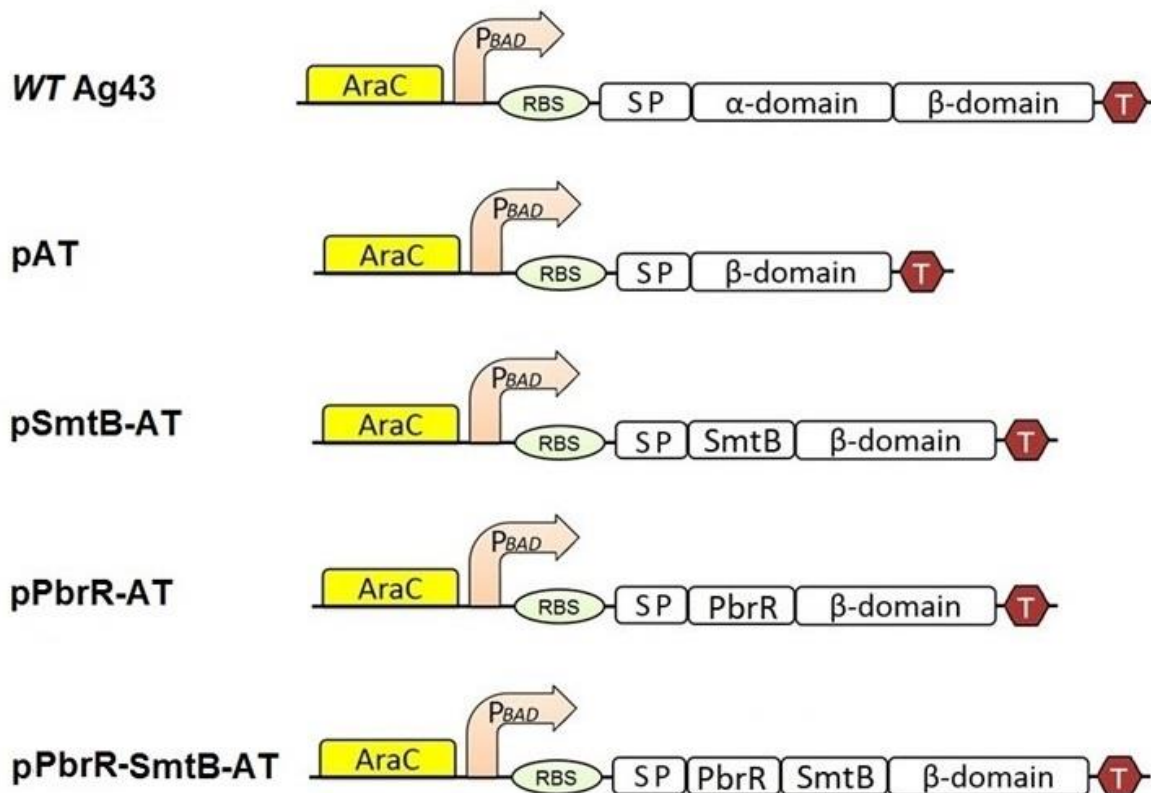 PBAD
WT Ag43 AraC RBS SP α-domain β-domain T
PBAD
pAT AraC RBS SP β-domain T
PBAD
pSmtB-AT AraC RBS SP SmtB β-domain T
PBAD
pPbrR-AT AraC RBS SP PbrR β-domain T
PBAD
pPbrR-SmtB-AT AraC RBS SP PbrR SmtB β-domain T